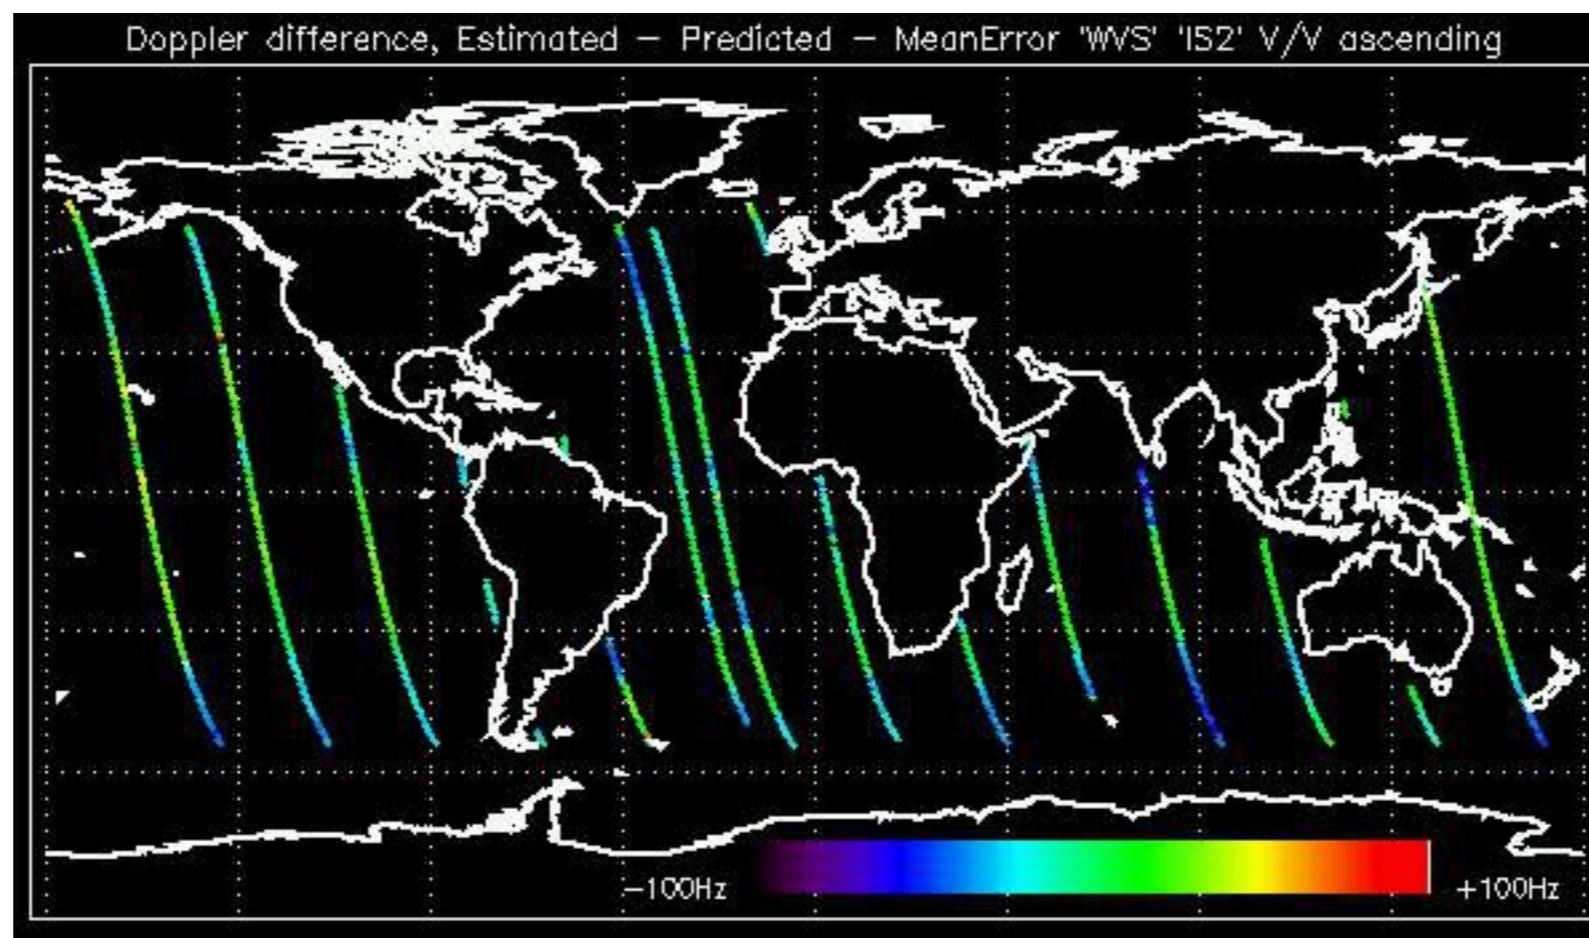 Doppler difference, Estimated – Predicted – MeanError 'WVS' 'IS2' V/V ascending
–100Hz
+100Hz